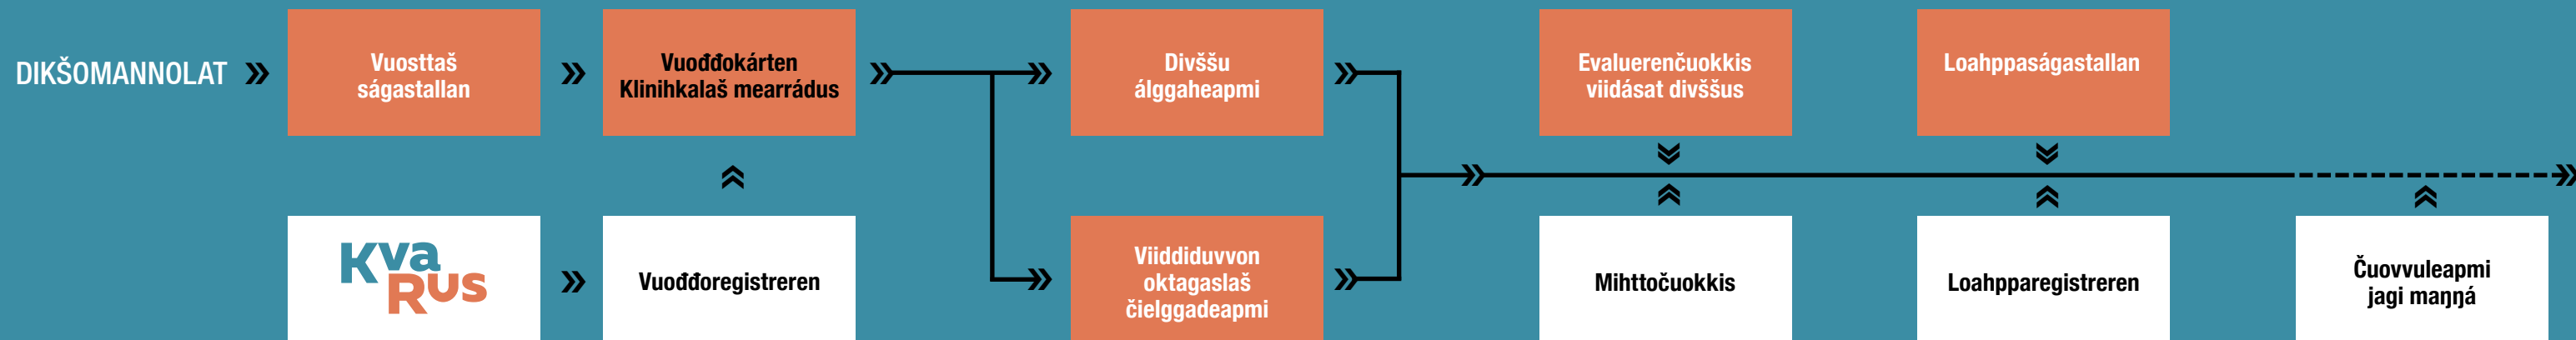 DIKŠOMANNOLAT
Vuosttaš
ságastallan
Vuođđokárten
Klinihkalaš mearrádus
Divššu
álggaheapmi
Evaluerenčuokkis
viidásat divššus
Loahppaságastallan
Kva
RUS
Vuođđoregistreren
Viiddiduvvon
oktagaslaš
čielggadeapmi
Mihttočuokkis
Loahpparegistreren
Čuovvuleapmi
jagi maŋŋá